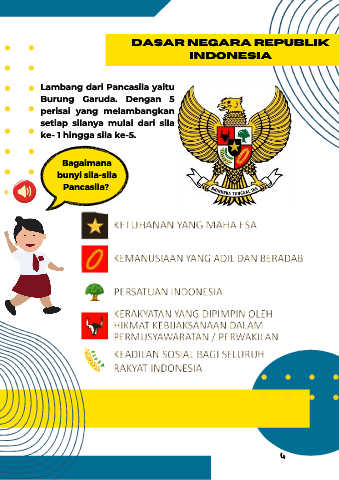 DASAR NEGARA REPUBLIK
INDONESIA
Lambang dari Pancasila yaitu
Burung Garuda. Dengan 5
perisai yang melambangkan
setiap silanya mulai dari sila
ke- 1 hingga sila ke-5.
Bagaimana
bunyi sila-sila
Pancasila?
BHINNEKA TUNGGAL IKA
KETUHANAN YANG MAHA ESA
KEMANUSIAAN YANG ADIL DAN BERADAB
PERSATUAN INDONESIA
KERAKYATAN YANG DIPIMPIN OLEH
HIKMAT KEBIJAKSANAAN DALAM
PERMUSYAWARATAN / PERWAKILAN
KEADILAN SOSIAL BAGI SELURUH
RAKYAT INDONESIA
4